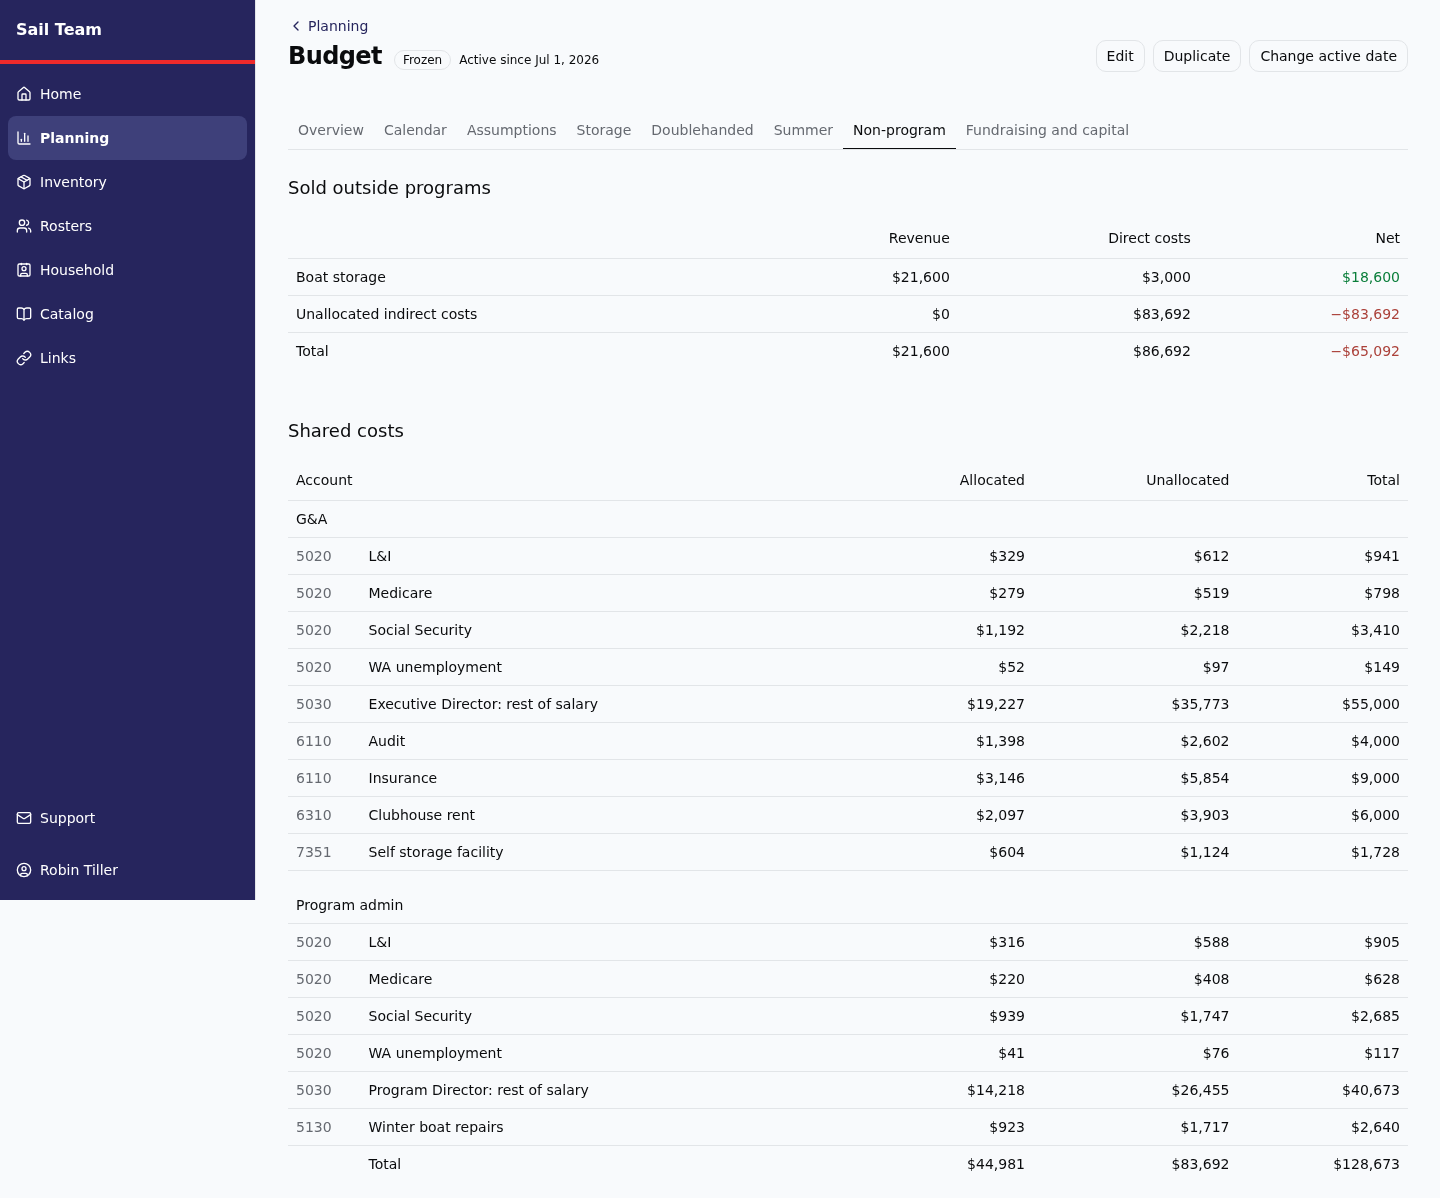 Sail Team
Home
Planning
Inventory
Rosters
Household
Catalog
Links
Support
Robin Tiller
Planning
Budget Frozen Active since Jul 1, 2026
Edit Duplicate Change active date
Overview Calendar Assumptions Storage Doublehanded Summer Non-program Fundraising and capital
Sold outside programs
Revenue Direct costs Net
Boat storage $21,600 $3,000 $18,600
Unallocated indirect costs $0 $83,692 −$83,692
Total $21,600 $86,692 −$65,092
Shared costs
Account Allocated Unallocated Total
G&A
5020 L&I $329 $612 $941
5020 Medicare $279 $519 $798
5020 Social Security $1,192 $2,218 $3,410
5020 WA unemployment $52 $97 $149
5030 Executive Director: rest of salary $19,227 $35,773 $55,000
6110 Audit $1,398 $2,602 $4,000
6110 Insurance $3,146 $5,854 $9,000
6310 Clubhouse rent $2,097 $3,903 $6,000
7351 Self storage facility $604 $1,124 $1,728
Program admin
5020 L&I $316 $588 $905
5020 Medicare $220 $408 $628
5020 Social Security $939 $1,747 $2,685
5020 WA unemployment $41 $76 $117
5030 Program Director: rest of salary $14,218 $26,455 $40,673
5130 Winter boat repairs $923 $1,717 $2,640
Total $44,981 $83,692 $128,673